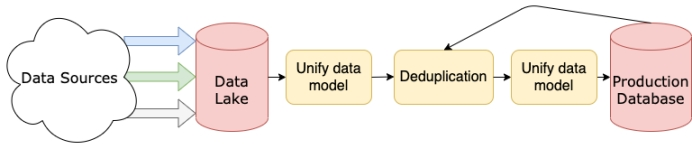 Data Sources
Data
Lake
Unify data
model
Deduplication
Unify data
model
Production
Database